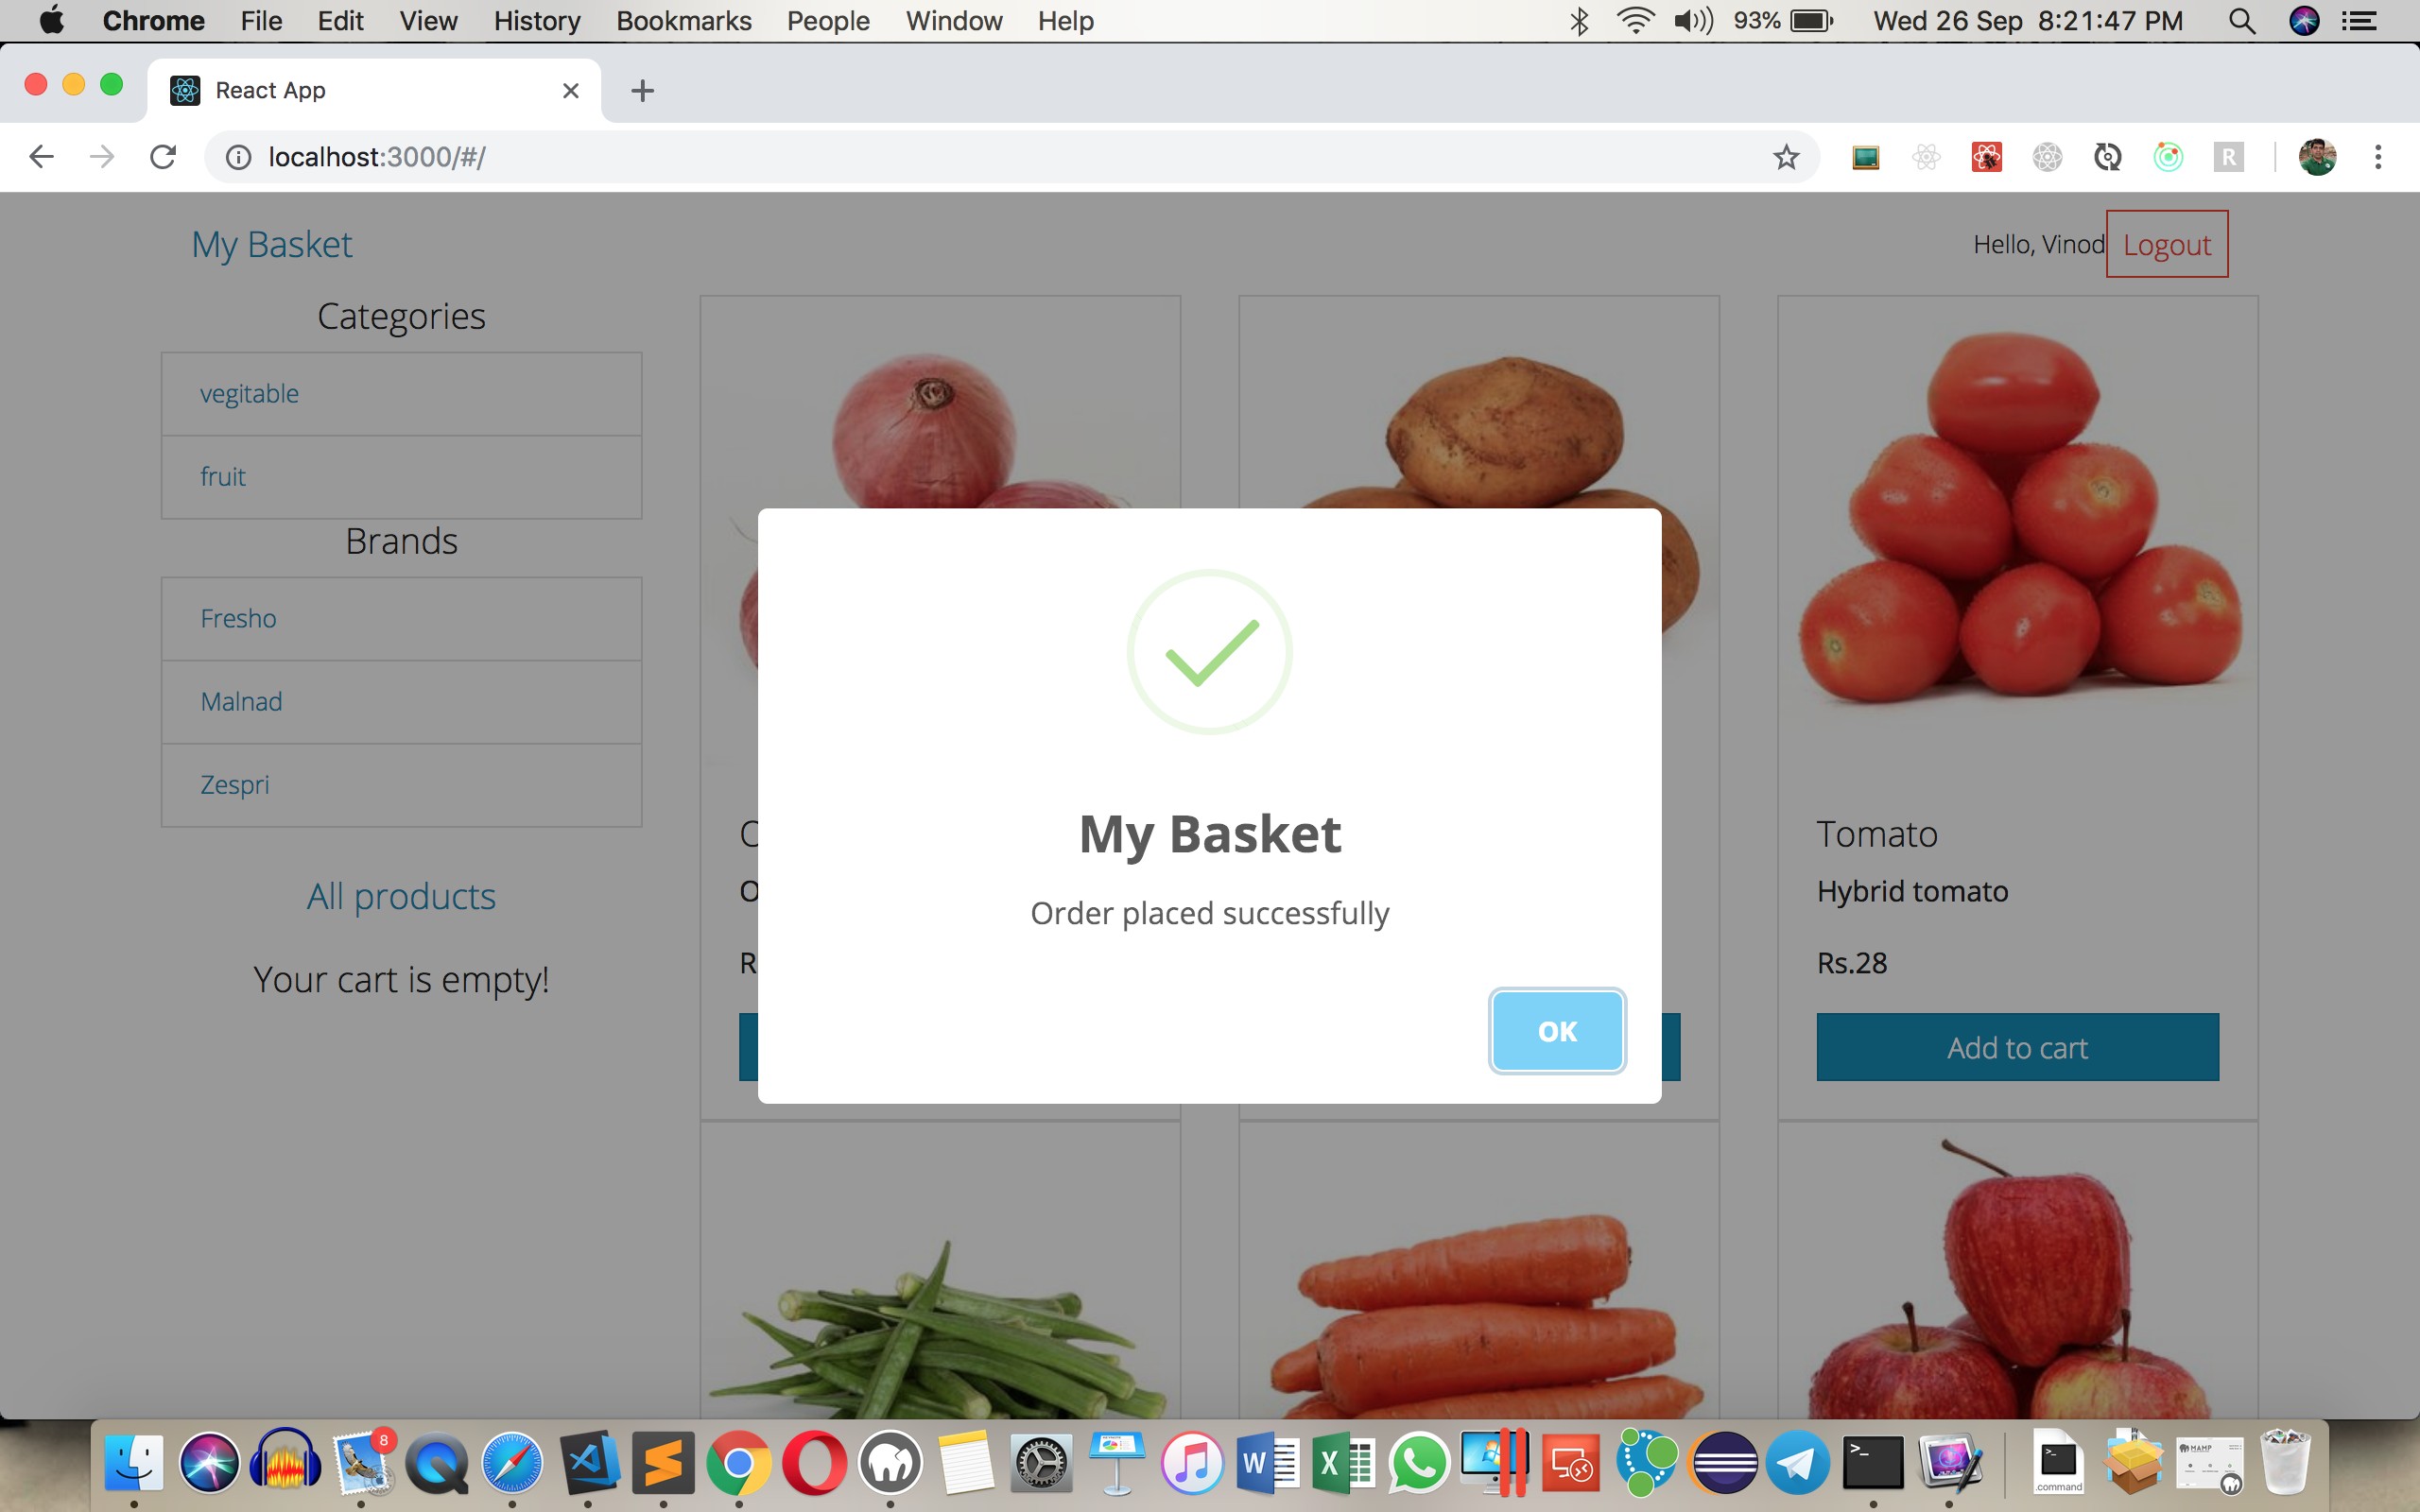 Chrome File Edit View History Bookmarks People Window Help 93% Wed 26 Sep 8:21:47 PM
React App
localhost:3000/#/
R
My Basket
Hello, Vinod Logout
Categories
vegitable
fruit
Brands
Fresho
Malnad
Zespri
All products
Your cart is empty!
My Basket
Order placed successfully
OK
Tomato
Hybrid tomato
Rs.28
Add to cart
8
W
X
.command
MAMP